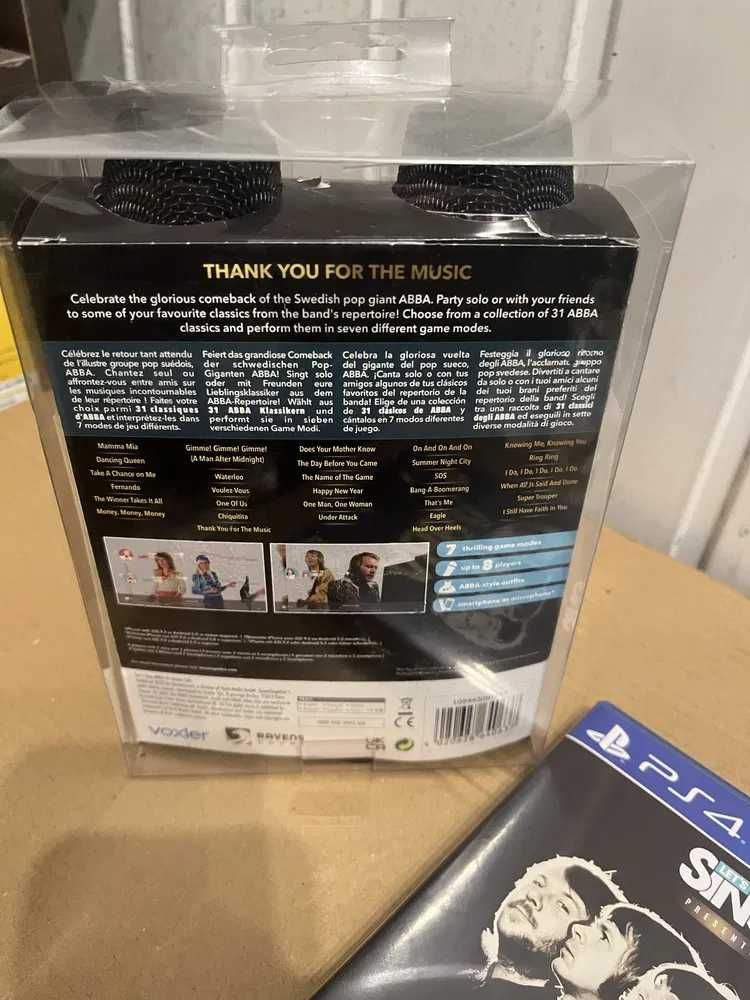 THANK YOU FOR THE MUSIC
Celebrate the glorious comeback of the Swedish pop giant ABBA. Party solo or with your friends
to some of your favourite classics from the band's repertoire! Choose from a collection of 31 ABBA
classics and perform them in seven different game modes.
Célébrez le retour tant attendu
de l'illustre groupe pop suédois,
ABBA. Chantez seul ou
affrontez-vous entre amis sur
les musiques incontournables
de leur répertoire ! Faites votre
choix parmi 31 classiques
d'ABBA et interprétez-les dans
7 modes de jeu différents.
Feiert das grandiose Comeback
der schwedischen Pop-
Giganten ABBA! Singt solo
oder mit Freunden eure
Lieblingsklassiker aus dem
ABBA-Repertoire! Wählt aus
31 ABBA Klassikern und
performt sie in sieben
verschiedenen Game Modi.
Celebra la gloriosa vuelta
del gigante del pop sueco,
ABBA. ¡Canta solo o con tus
amigos algunos de tus clásicos
favoritos del repertorio de la
banda! Elige de una colección
de 31 clásicos de ABBA y
cántalos en 7 modos diferentes
de juego.
Festeggia il glorioso ritorno
degli ABBA, l'acclamato gruppo
pop svedese. Divertiti a cantare
da solo o con i tuoi amici alcuni
dei tuoi brani preferiti del
repertorio della band! Scegli
tra una raccolta di 31 classici
degli ABBA ed eseguili in sette
diverse modalità di gioco.
Mamma Mia
Dancing Queen
Take A Chance on Me
Fernando
The Winner Takes It All
Money, Money, Money
Gimme! Gimme! Gimme!
(A Man After Midnight)
Waterloo
Voulez-Vous
One Of Us
Chiquitita
Thank You For The Music
Does Your Mother Know
The Day Before You Came
The Name of The Game
Happy New Year
One Man, One Woman
Under Attack
On And On And On
Summer Night City
SOS
Bang-A-Boomerang
That's Me
Eagle
Head Over Heels
Knowing Me, Knowing You
Ring Ring
I Do, I Do, I Do, I Do, I Do
When All Is Said And Done
Super Trouper
I Still Have Faith In You
7 thrilling game modes
up to 8 players
ABBA-style outfits
smartphone as microphone*
voxler
RAVENS
CE
UK
CA
PS4
LET'S
SIN
PRESENT